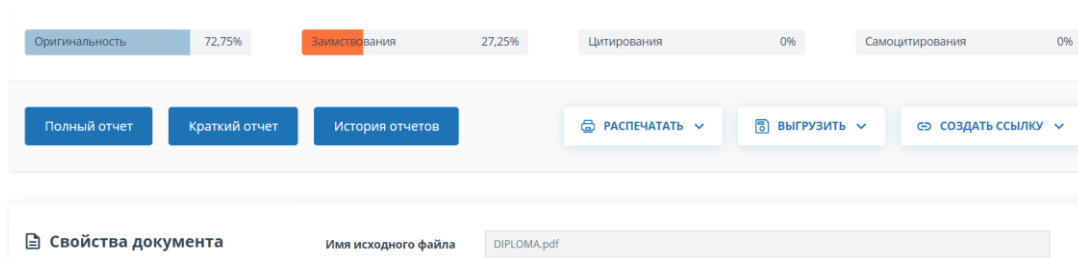 Оригинальность 72,75% Заимствования 27,25% Цитирования 0% Самоцитирования 0%
Полный отчет Краткий отчет История отчетов РАСПЕЧАТАТЬ ВЫГРУЗИТЬ СОЗДАТЬ ССЫЛКУ
Свойства документа Имя исходного файла DIPLOMA.pdf